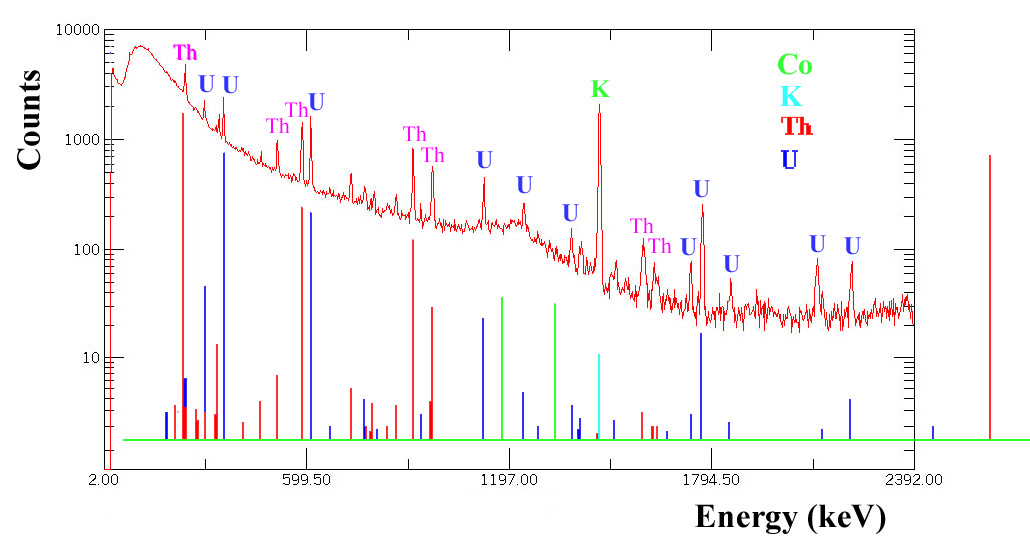 10000
1000
100
10
Counts
Th
U
U
Th
Th
U
Th
Th
U
U
U
K
Th
Th
U
U
U
U
U
Co
K
Th
U
2.00
599.50
1197.00
1794.50
2392.00
Energy (keV)